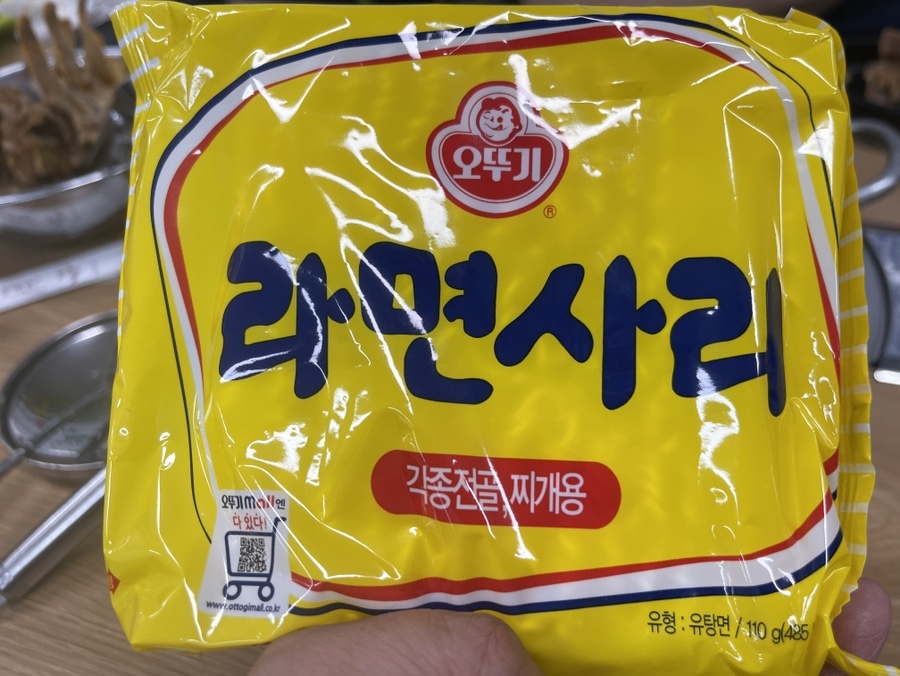 오뚜기
®
라면사리
각종전골, 찌개용
오뚜기mall엔
다 있다!
www.ottogimall.co.kr
유형 : 유탕면 / 110 g(485